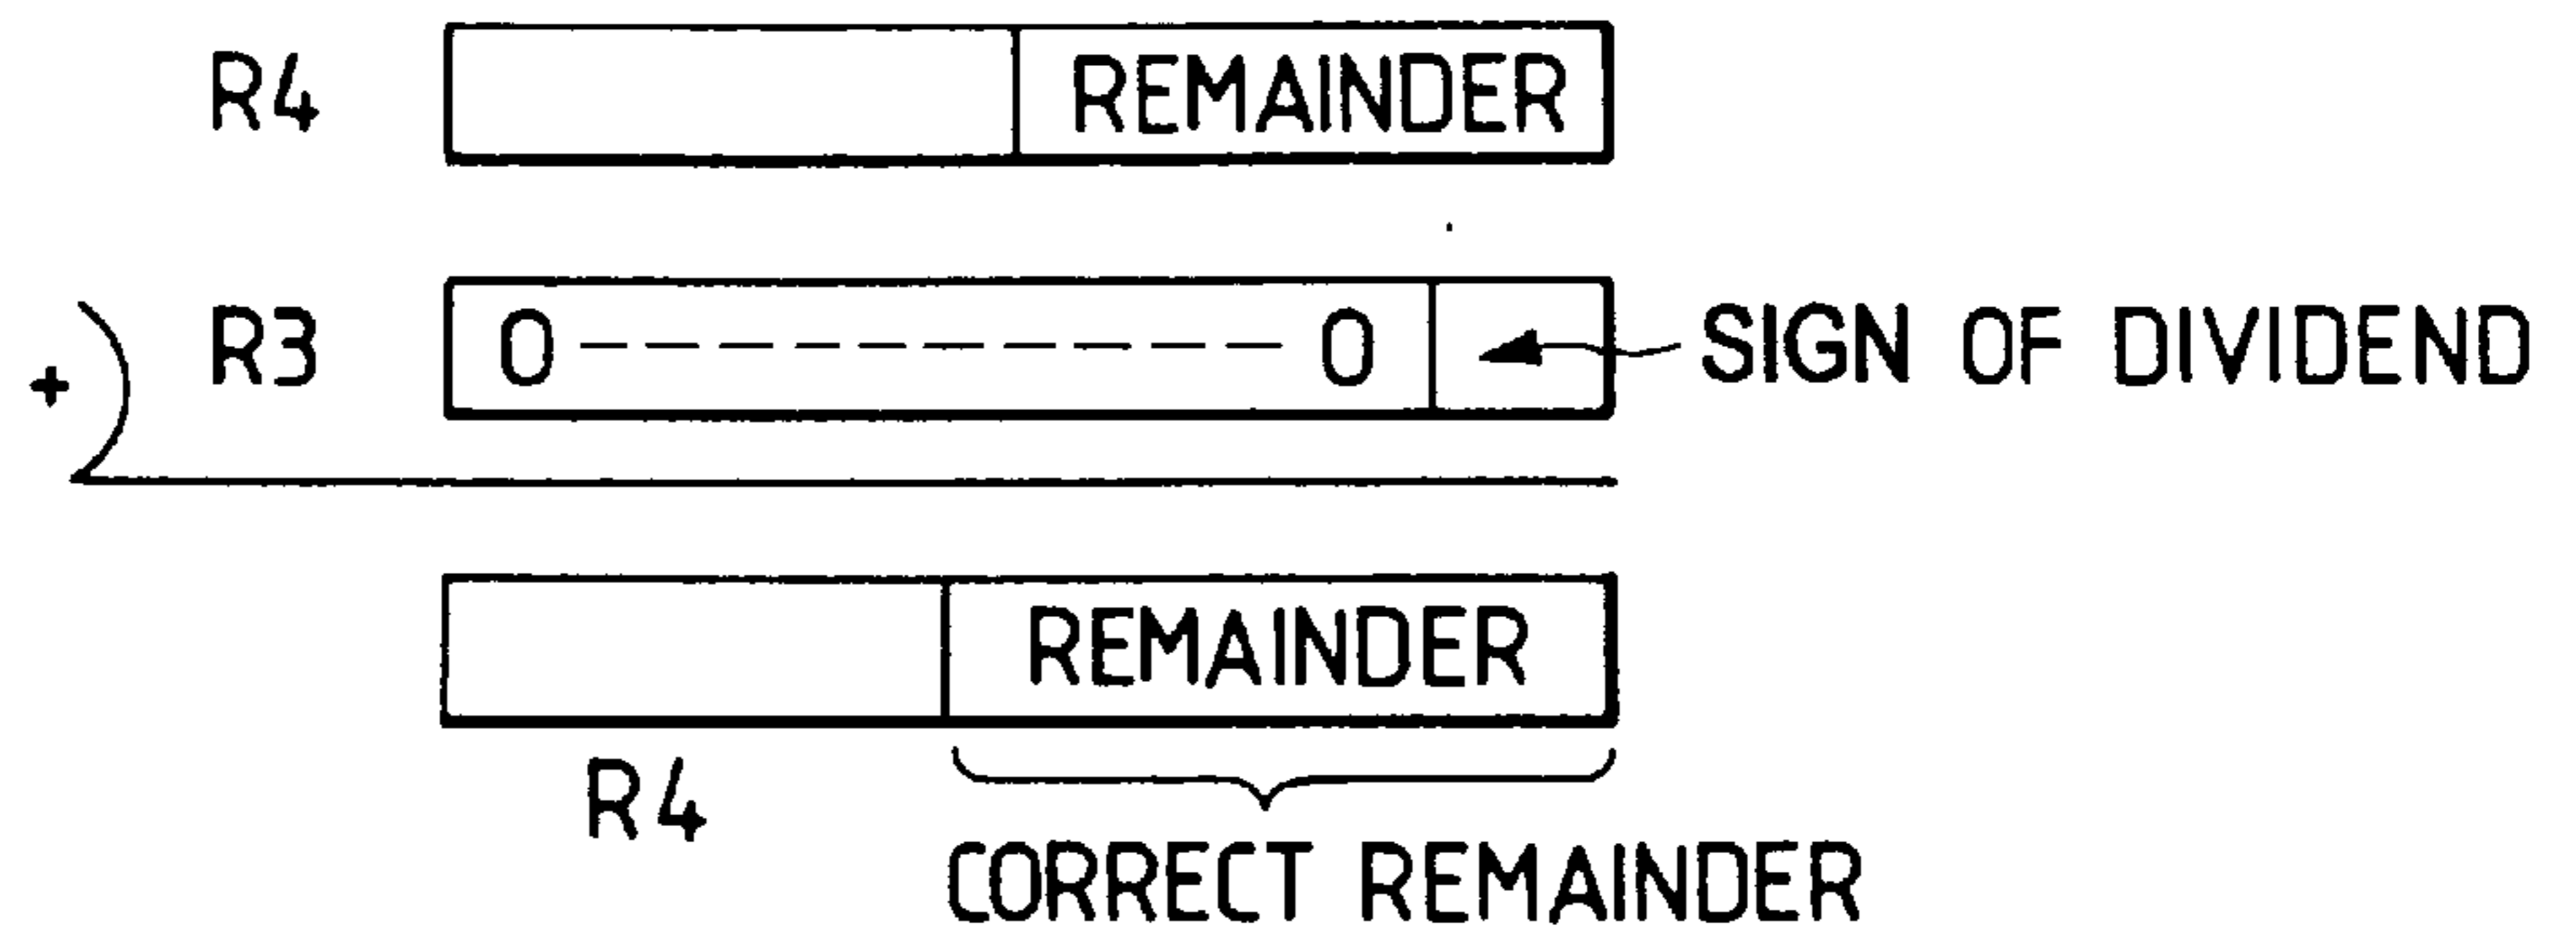 R4 REMAINDER
+ R3 0 ----------- 0 SIGN OF DIVIDEND
REMAINDER
R4
CORRECT REMAINDER